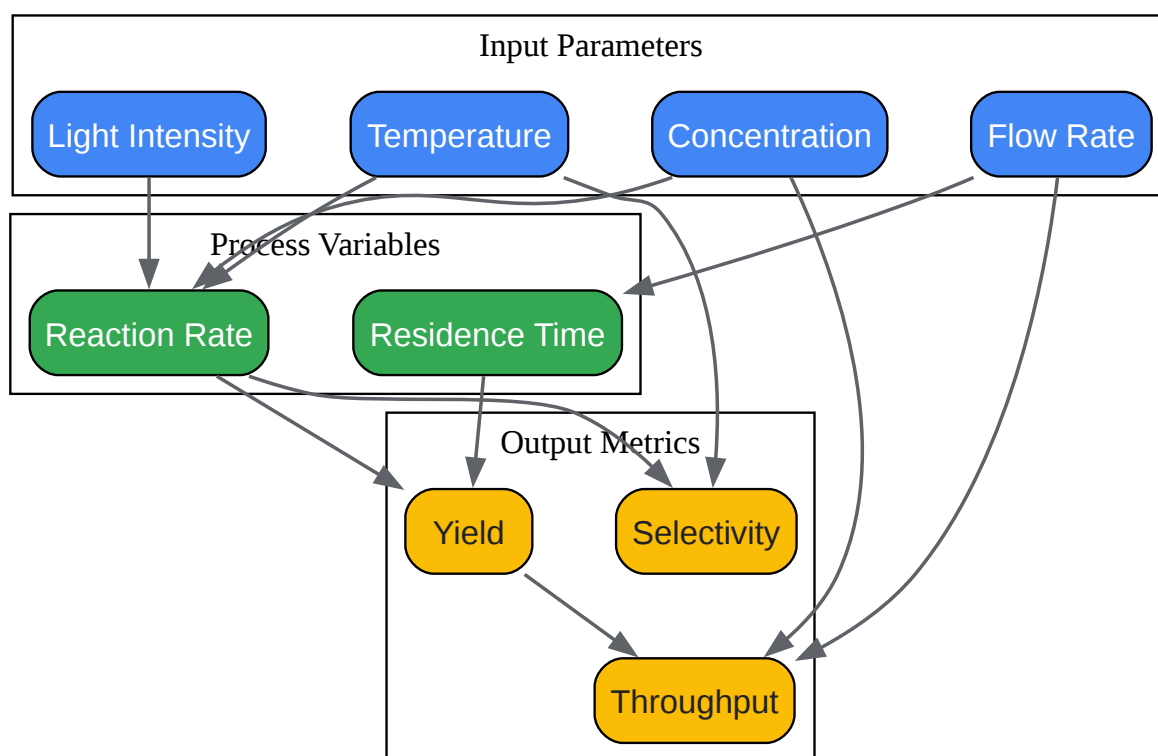 Input Parameters
Light Intensity
Temperature
Concentration
Flow Rate
Process Variables
Reaction Rate
Residence Time
Output Metrics
Yield
Selectivity
Throughput